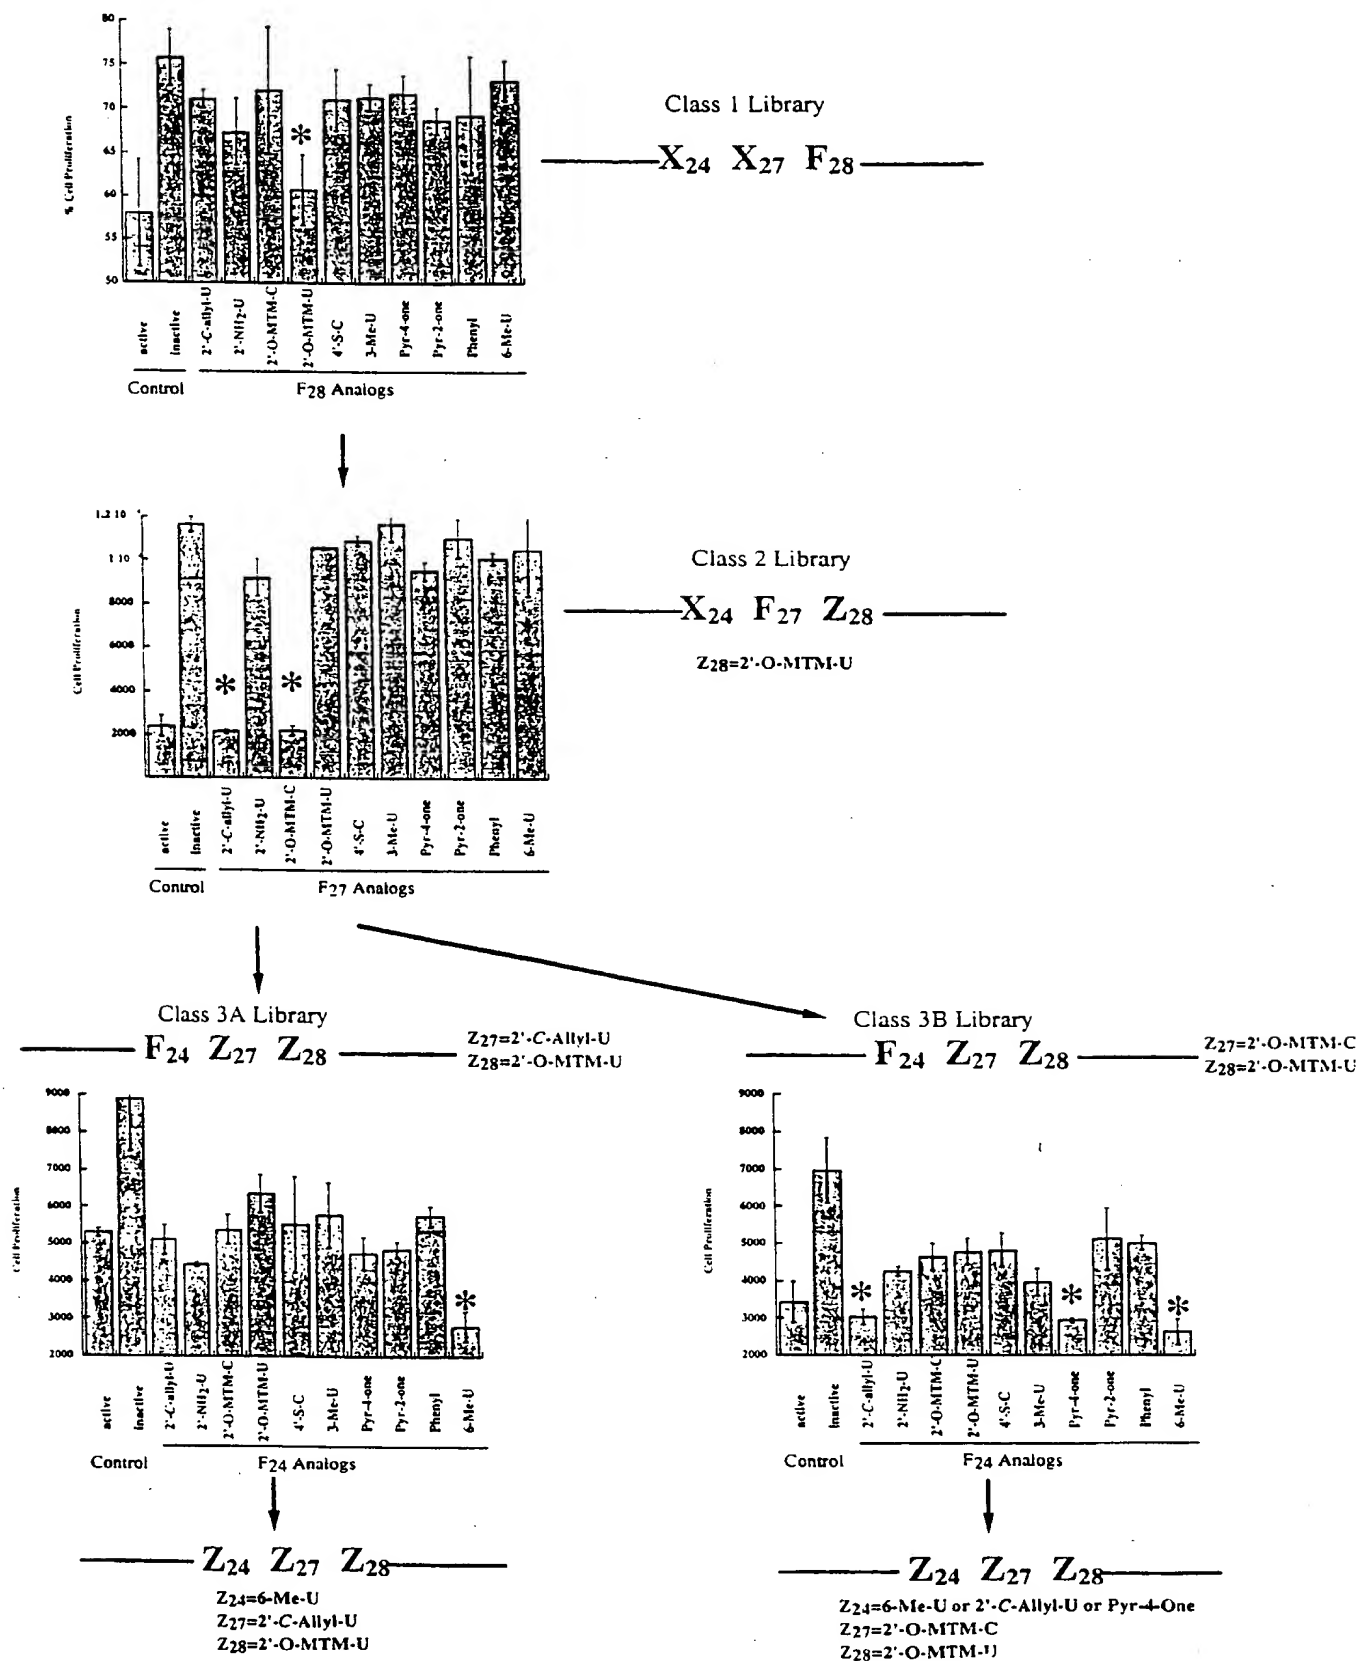 80
75
70
65
60
55
50
% Cell Proliferation
*
active
Inactive
2'-C-allyl-U
2'-NH2-U
2'-O-MTM-C
2'-O-MTM-U
4'-S-C
3-Me-U
Pyr-4-one
Pyr-2-one
Phenyl
6-Me-U
Control
F28 Analogs
Class 1 Library
X24 X27 F28
1.2 10
1 10
8000
6000
4000
2000
Cell Proliferation
* *
active
Inactive
2'-C-allyl-U
2'-NH2-U
2'-O-MTM-C
2'-O-MTM-U
4'-S-C
3-Me-U
Pyr-4-one
Pyr-2-one
Phenyl
6-Me-U
Control
F27 Analogs
Class 2 Library
X24 F27 Z28
Z28=2'-O-MTM-U
Class 3A Library
F24 Z27 Z28
Z27=2'-C-Allyl-U
Z28=2'-O-MTM-U
9000
8000
7000
6000
5000
4000
3000
2000
Cell Proliferation
*
active
Inactive
2'-C-allyl-U
2'-NH2-U
2'-O-MTM-C
2'-O-MTM-U
4'-S-C
3-Me-U
Pyr-4-one
Pyr-2-one
Phenyl
6-Me-U
Control
F24 Analogs
Z24 Z27 Z28
Z24=6-Me-U
Z27=2'-C-Allyl-U
Z28=2'-O-MTM-U
Class 3B Library
F24 Z27 Z28
Z27=2'-O-MTM-C
Z28=2'-O-MTM-U
9000
8000
7000
6000
5000
4000
3000
2000
Cell Proliferation
* * *
active
Inactive
2'-C-allyl-U
2'-NH2-U
2'-O-MTM-C
2'-O-MTM-U
4'-S-C
3-Me-U
Pyr-4-one
Pyr-2-one
Phenyl
6-Me-U
Control
F24 Analogs
Z24 Z27 Z28
Z24=6-Me-U or 2'-C-Allyl-U or Pyr-4-One
Z27=2'-O-MTM-C
Z28=2'-O-MTM-U